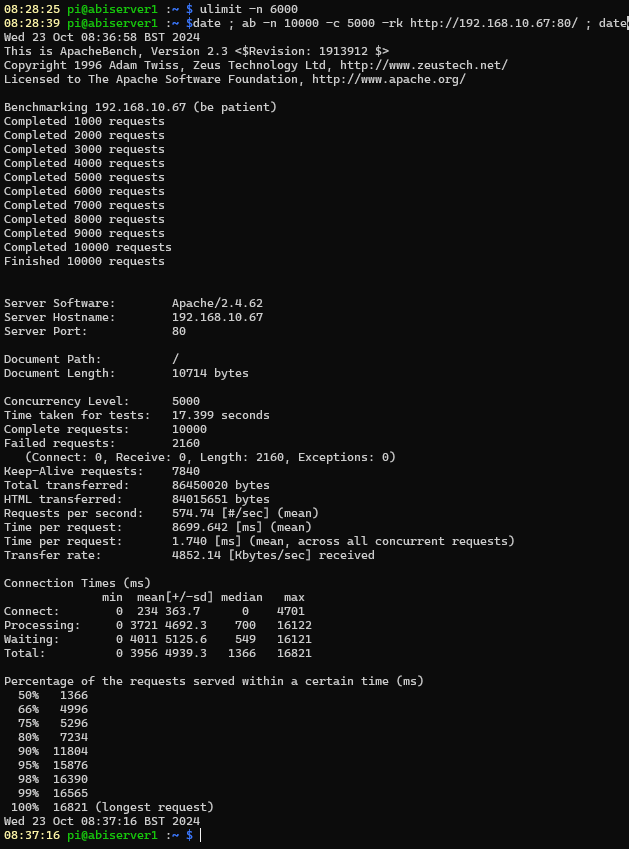 08:28:25 pi@abiserver1 :~ $ ulimit -n 6000
08:28:39 pi@abiserver1 :~ $date ; ab -n 10000 -c 5000 -rk http://192.168.10.67:80/ ; date
Wed 23 Oct 08:36:58 BST 2024
This is ApacheBench, Version 2.3 <$Revision: 1913912 $>
Copyright 1996 Adam Twiss, Zeus Technology Ltd, http://www.zeustech.net/
Licensed to The Apache Software Foundation, http://www.apache.org/

Benchmarking 192.168.10.67 (be patient)
Completed 1000 requests
Completed 2000 requests
Completed 3000 requests
Completed 4000 requests
Completed 5000 requests
Completed 6000 requests
Completed 7000 requests
Completed 8000 requests
Completed 9000 requests
Completed 10000 requests
Finished 10000 requests

Server Software:        Apache/2.4.62
Server Hostname:        192.168.10.67
Server Port:            80

Document Path:          /
Document Length:        10714 bytes

Concurrency Level:      5000
Time taken for tests:   17.399 seconds
Complete requests:      10000
Failed requests:        2160
   (Connect: 0, Receive: 0, Length: 2160, Exceptions: 0)
Keep-Alive requests:    7840
Total transferred:      86450020 bytes
HTML transferred:       84015651 bytes
Requests per second:    574.74 [#/sec] (mean)
Time per request:       8699.642 [ms] (mean)
Time per request:       1.740 [ms] (mean, across all concurrent requests)
Transfer rate:          4852.14 [Kbytes/sec] received

Connection Times (ms)
              min  mean[+/-sd] median   max
Connect:        0  234 363.7      0    4701
Processing:     0 3721 4692.3    700   16122
Waiting:        0 4011 5125.6    549   16121
Total:          0 3956 4939.3   1366   16821

Percentage of the requests served within a certain time (ms)
  50%   1366
  66%   4996
  75%   5296
  80%   7234
  90%  11804
  95%  15876
  98%  16390
  99%  16565
 100%  16821 (longest request)
Wed 23 Oct 08:37:16 BST 2024
08:37:16 pi@abiserver1 :~ $